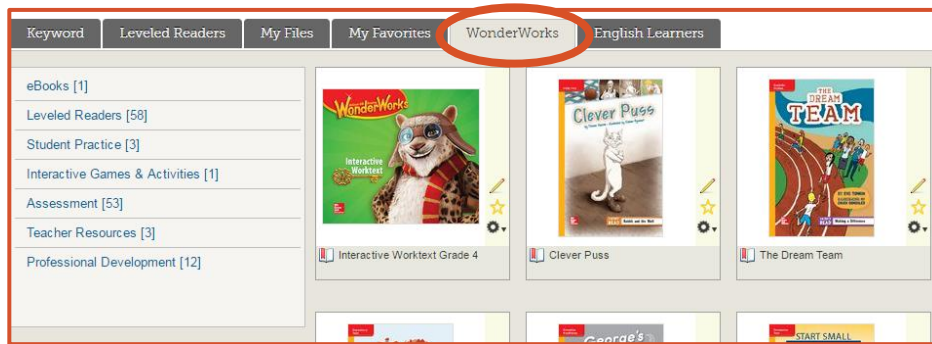 Keyword
Leveled Readers
My Files
My Favorites
WonderWorks
English Learners
eBooks [1]
Leveled Readers [58]
Student Practice [3]
Interactive Games & Activities [1]
Assessment [53]
Teacher Resources [3]
Professional Development [12]
WonderWorks
Interactive
Worktext
Interactive Worktext Grade 4
Clever Puss
Clever Puss
THE
DREAM
TEAM
The Dream Team
George's
START SMALL